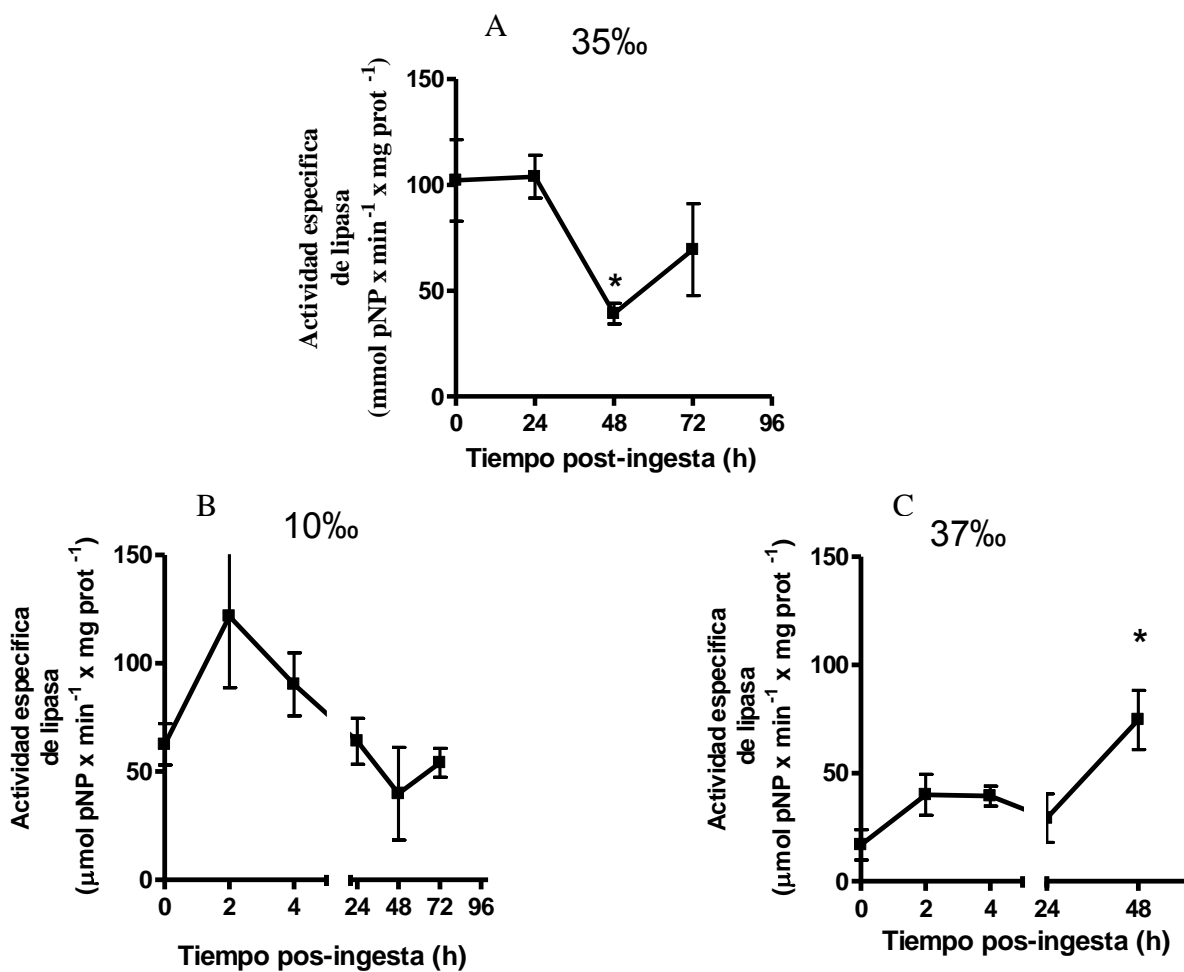 A
35‰
Actividad especifica
de lipasa
(mmol pNP x min⁻¹ x mg prot ⁻¹)
150
100
50
0
*
0 24 48 72 96
Tiempo post-ingesta (h)
B
10‰
Actividad especifica
de lipasa
(μmol pNP x min⁻¹ x mg prot ⁻¹)
150
100
50
0
0 2 4 24 48 72 96
Tiempo pos-ingesta (h)
C
37‰
Actividad especifica
de lipasa
(μmol pNP x min⁻¹ x mg prot ⁻¹)
150
100
50
0
*
0 2 4 24 48
Tiempo pos-ingesta (h)